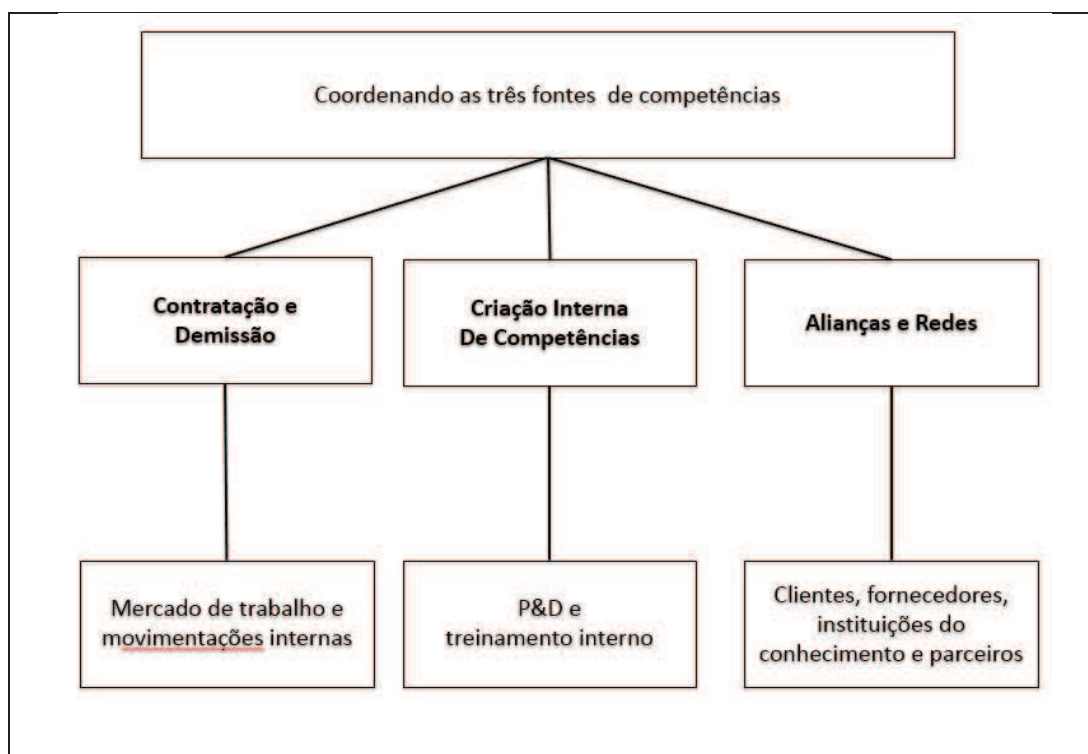 Coordenando as três fontes de competências
Contratação e
Demissão
Criação Interna
De Competências
Alianças e Redes
Mercado de trabalho e
movimentações internas
P&D e
treinamento interno
Clientes, fornecedores,
instituições do
conhecimento e parceiros